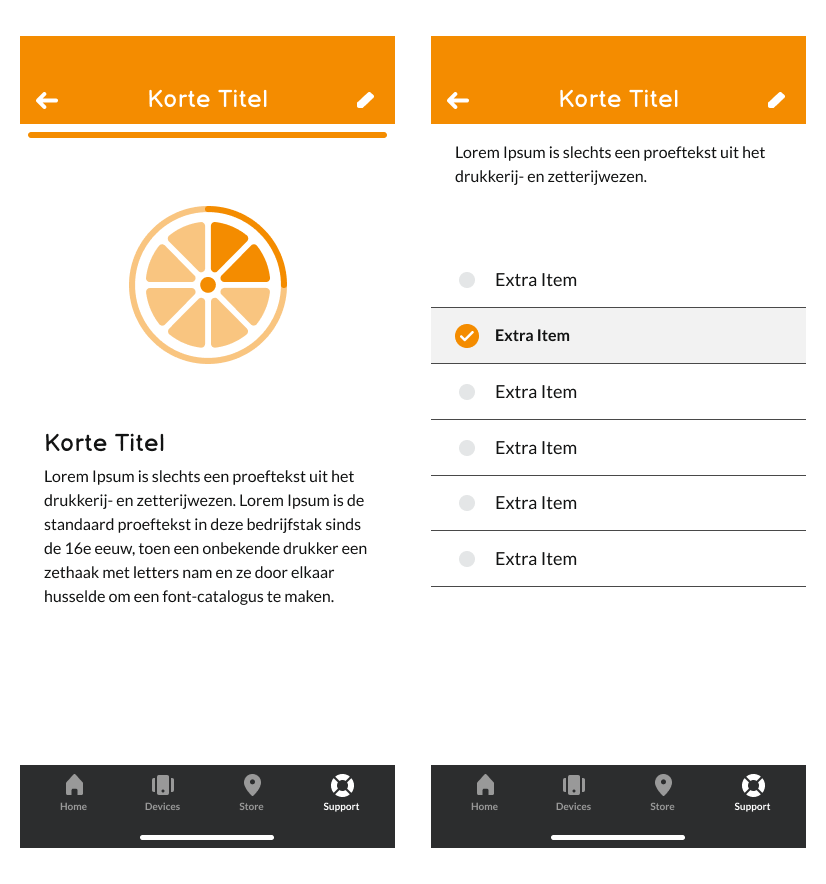 Korte Titel
Korte Titel
Lorem Ipsum is slechts een proeftekst uit het
drukkerij- en zetterijwezen. Lorem Ipsum is de
standaard proeftekst in deze bedrijfstak sinds
de 16e eeuw, toen een onbekende drukker een
zethaak met letters nam en ze door elkaar
husselde om een font-catalogus te maken.
Home
Devices
Store
Support
Korte Titel
Lorem Ipsum is slechts een proeftekst uit het
drukkerij- en zetterijwezen.
Extra Item
Extra Item
Extra Item
Extra Item
Extra Item
Extra Item
Home
Devices
Store
Support